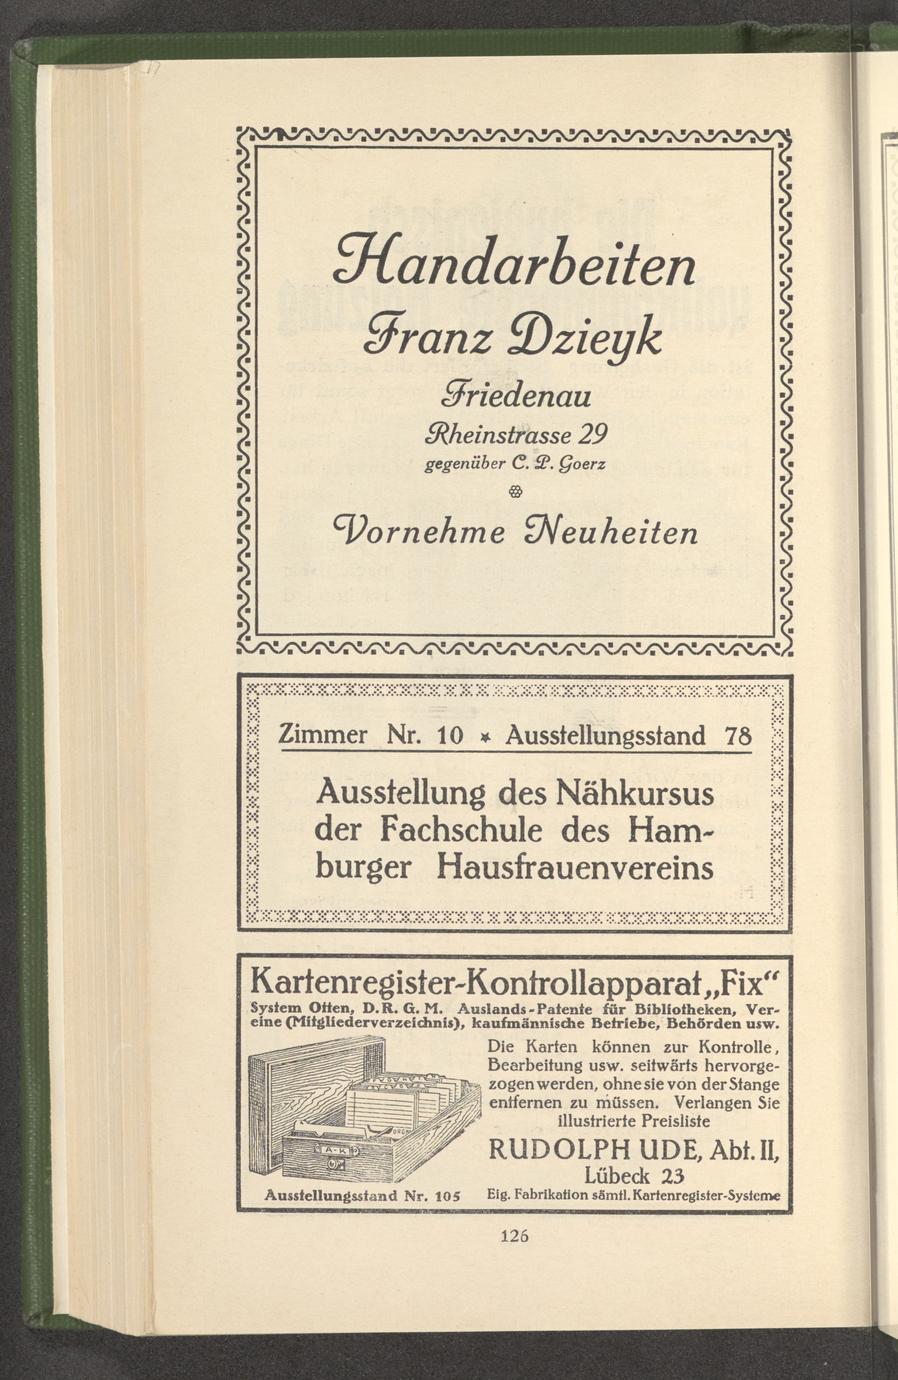 Handarbeiten
Franz Dzieyk
Friedenau
Rheinstrasse 29
gegenüber C. P. Goerz
Vornehme Neuheiten
Zimmer Nr. 10 * Ausstellungsstand 78
Ausstellung des Nähkursus
der Fachschule des Ham-
burger Hausfrauenvereins
Kartenregister-Kontrollapparat „Fix“
System Otten, D. R. G. M. Auslands-Patente für Bibliotheken, Ver-
eine (Mitgliederverzeichnis), kaufmännische Betriebe, Behörden usw.
Die Karten können zur Kontrolle,
Bearbeitung usw. seitwärts hervorge-
zogen werden, ohne sie von der Stange
entfernen zu müssen. Verlangen Sie
illustrierte Preisliste
RUDOLPH UDE, Abt. II,
Lübeck 23
A-K
Ausstellungsstand Nr. 105
Eig. Fabrikation sämtl. Kartenregister-Systeme
126